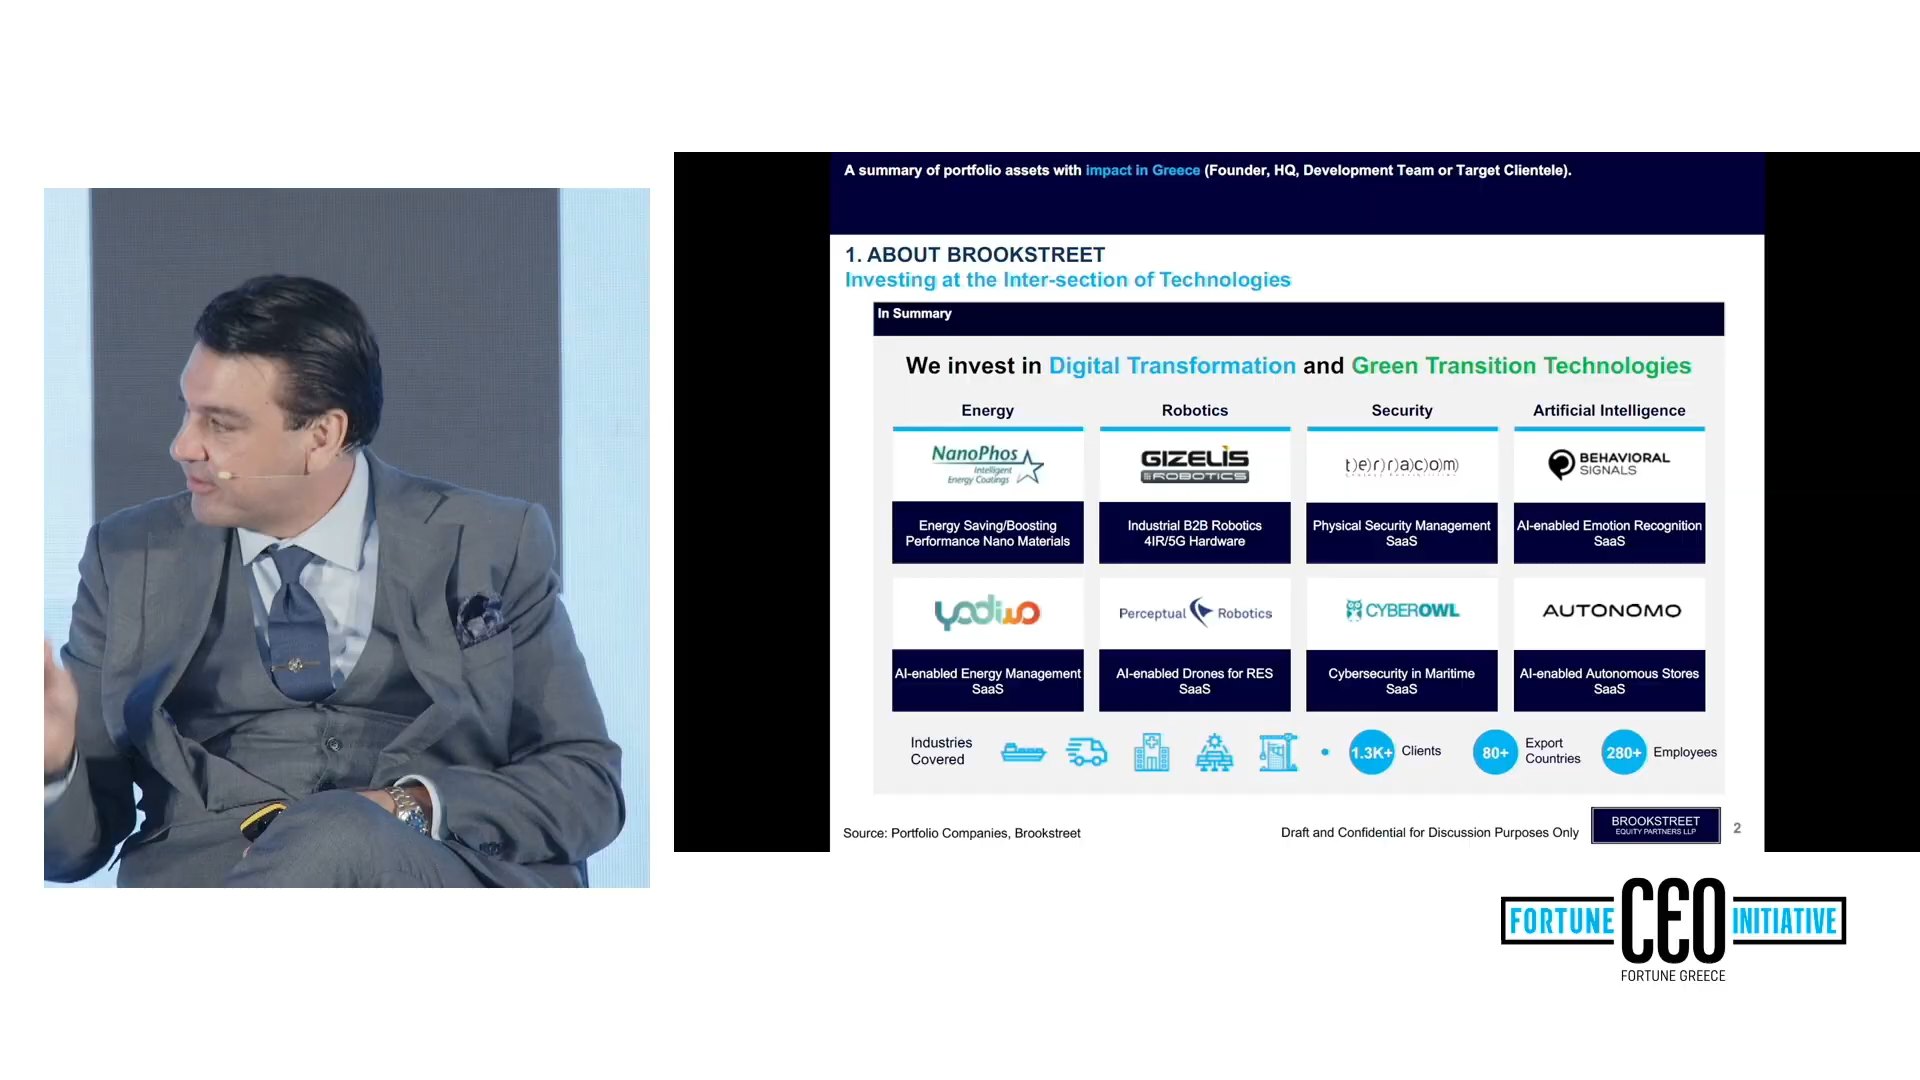 A summary of portfolio assets with impact in Greece (Founder, HQ, Development Team or Target Clientele).
1. ABOUT BROOKSTREET
Investing at the Inter-section of Technologies
In Summary
We invest in Digital Transformation and Green Transition Technologies
Energy
Robotics
Security
Artificial Intelligence
NanoPhos
Intelligent
Energy Coatings
GIZELIS
ROBOTICS
t)e)r)r)a)c)o)m)
BEHAVIORAL
SIGNALS
Energy Saving/Boosting
Performance Nano Materials
Industrial B2B Robotics
4IR/5G Hardware
Physical Security Management
SaaS
AI-enabled Emotion Recognition
SaaS
yodiwo
Perceptual Robotics
CYBEROWL
AUTONOMO
AI-enabled Energy Management
SaaS
AI-enabled Drones for RES
SaaS
Cybersecurity in Maritime
SaaS
AI-enabled Autonomous Stores
SaaS
Industries
Covered
1.3K+
Clients
80+
Export
Countries
280+
Employees
Source: Portfolio Companies, Brookstreet
Draft and Confidential for Discussion Purposes Only
BROOKSTREET
EQUITY PARTNERS LLP
2
FORTUNE CEO INITIATIVE
FORTUNE GREECE